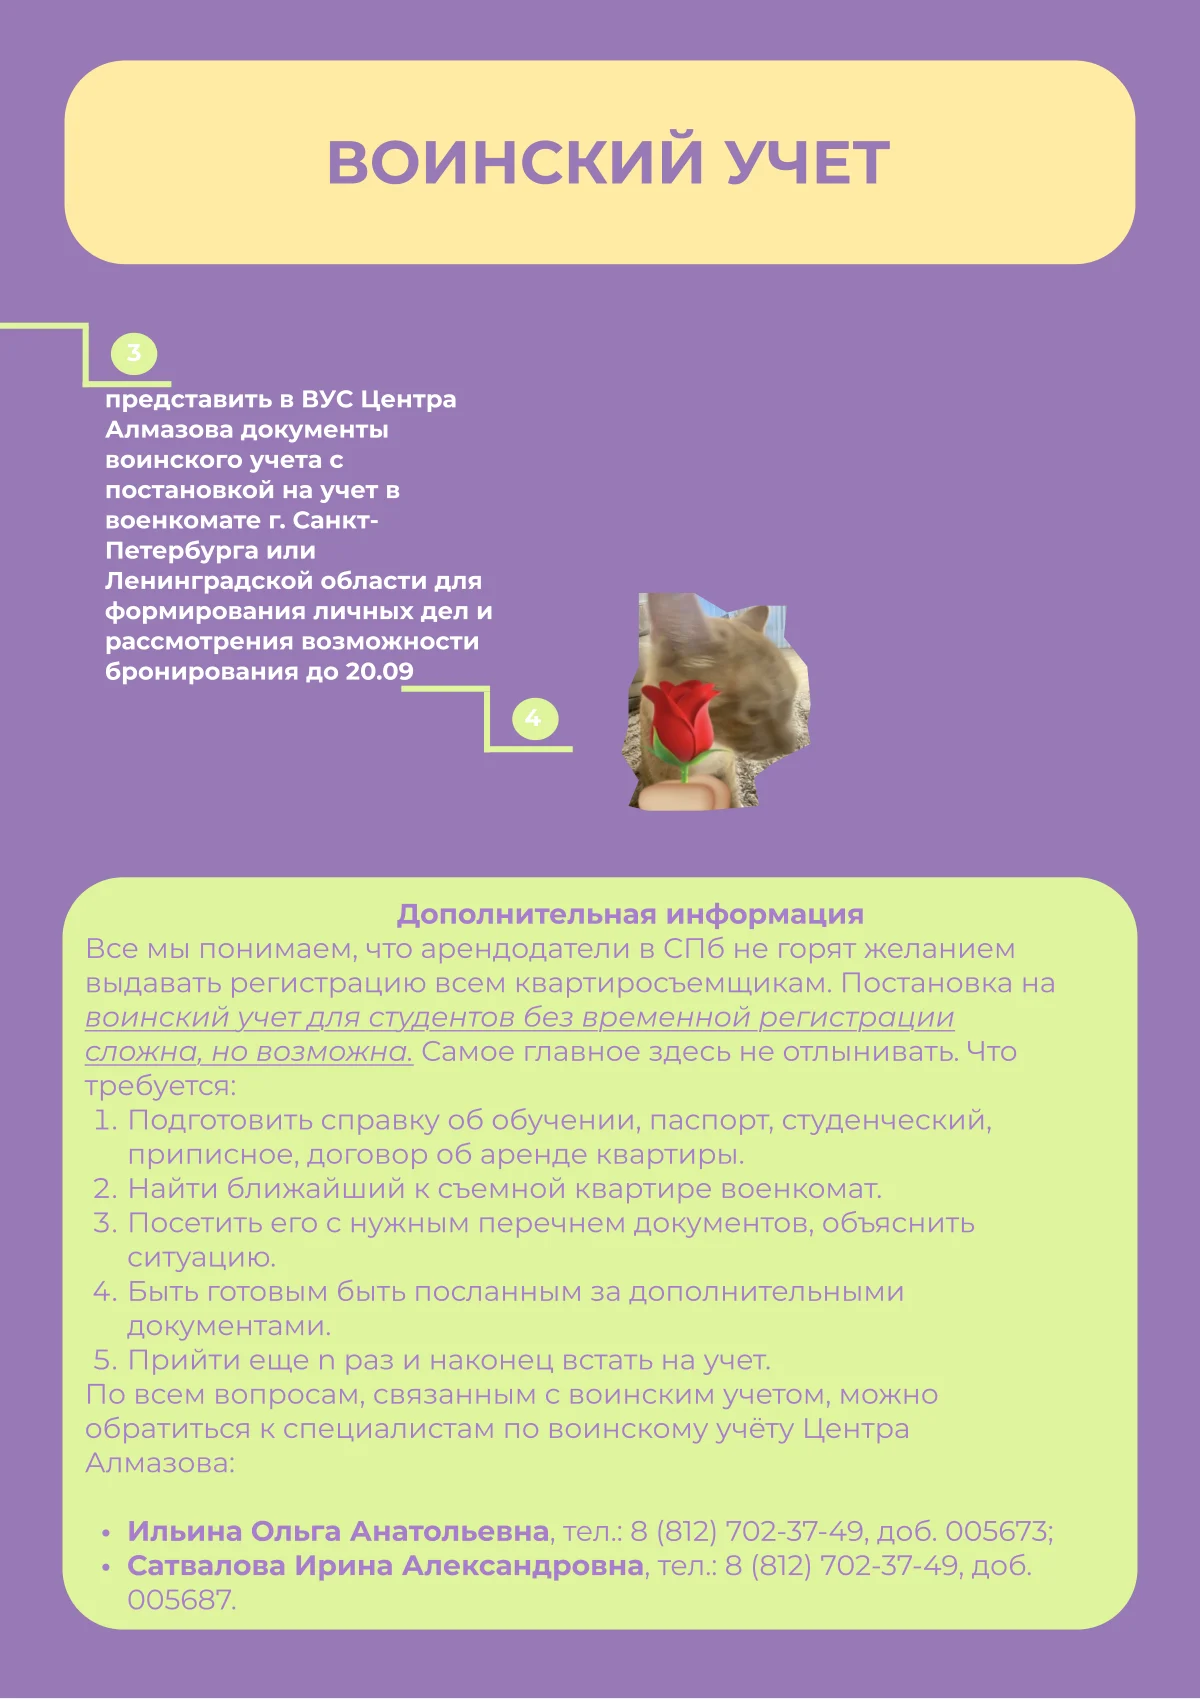 ВОИНСКИЙ УЧЕТ
3
представить в ВУС Центра
Алмазова документы
воинского учета с
постановкой на учет в
военкомате г. Санкт-
Петербурга или
Ленинградской области для
формирования личных дел и
рассмотрения возможности
бронирования до 20.09
4
Дополнительная информация
Все мы понимаем, что арендодатели в СПб не горят желанием
выдавать регистрацию всем квартиросъемщикам. Постановка на
воинский учет для студентов без временной регистрации
сложна, но возможна. Самое главное здесь не отлынивать. Что
требуется:
1. Подготовить справку об обучении, паспорт, студенческий,
приписное, договор об аренде квартиры.
2. Найти ближайший к съемной квартире военкомат.
3. Посетить его с нужным перечнем документов, объяснить
ситуацию.
4. Быть готовым быть посланным за дополнительными
документами.
5. Прийти еще n раз и наконец встать на учет.
По всем вопросам, связанным с воинским учетом, можно
обратиться к специалистам по воинскому учёту Центра
Алмазова:
• Ильина Ольга Анатольевна, тел.: 8 (812) 702-37-49, доб. 005673;
• Сатвалова Ирина Александровна, тел.: 8 (812) 702-37-49, доб.
005687.